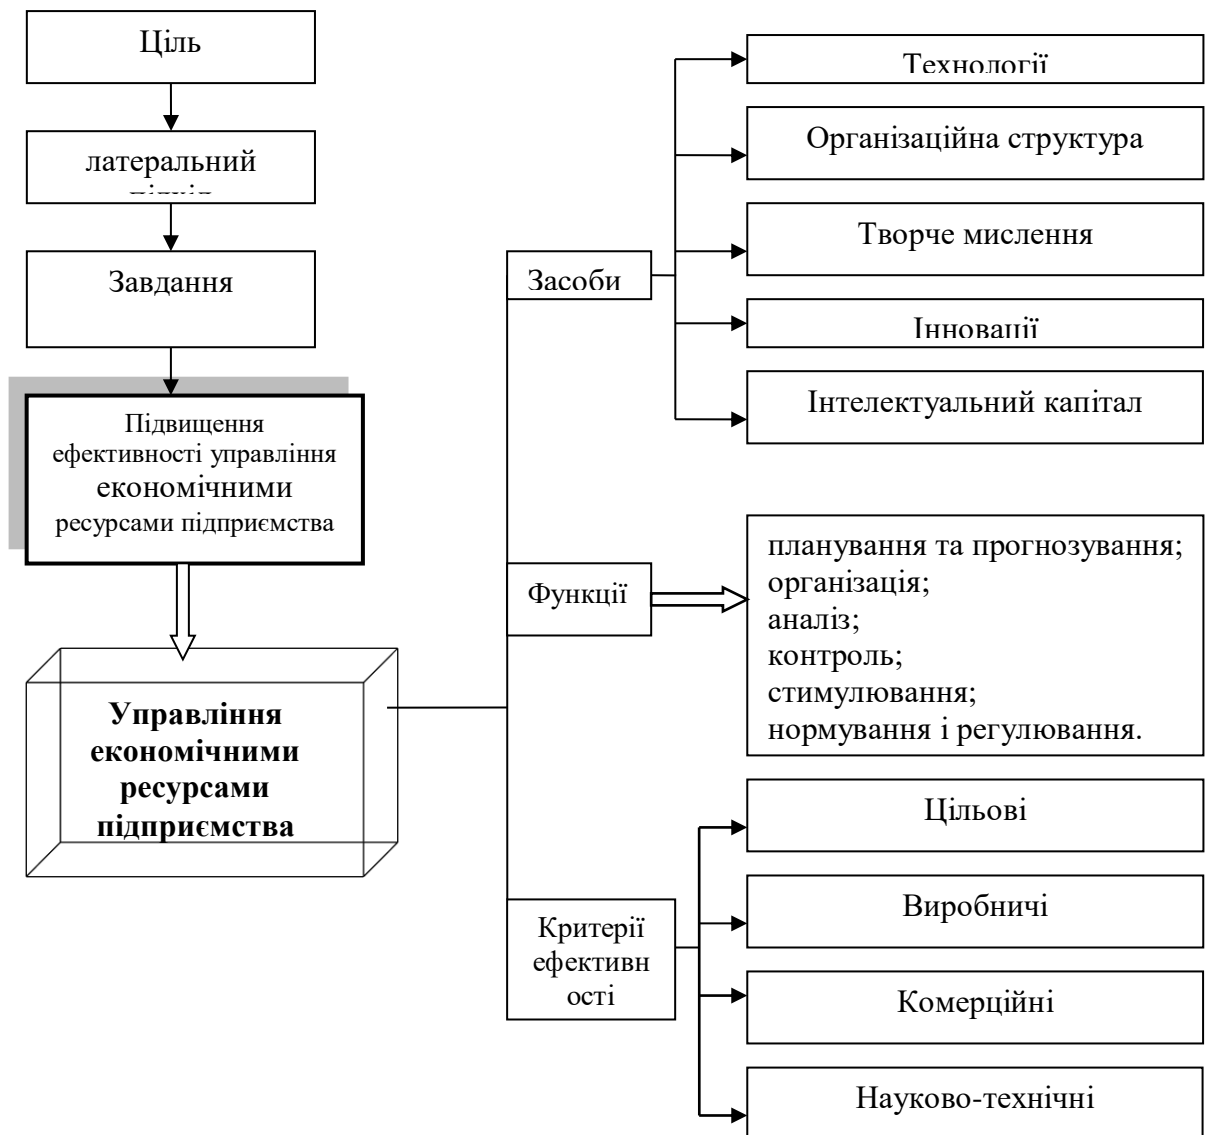 Ціль
латеральний
Завдання
Підвищення
ефективності управління
економічними
ресурсами підприємства
Управління
економічними
ресурсами
підприємства
Засоби
Функції
Критерії
ефективн
ості
Технології
Організаційна структура
Творче мислення
Інновації
Інтелектуальний капітал
планування та прогнозування;
організація;
аналіз;
контроль;
стимулювання;
нормування і регулювання.
Цільові
Виробничі
Комерційні
Науково-технічні